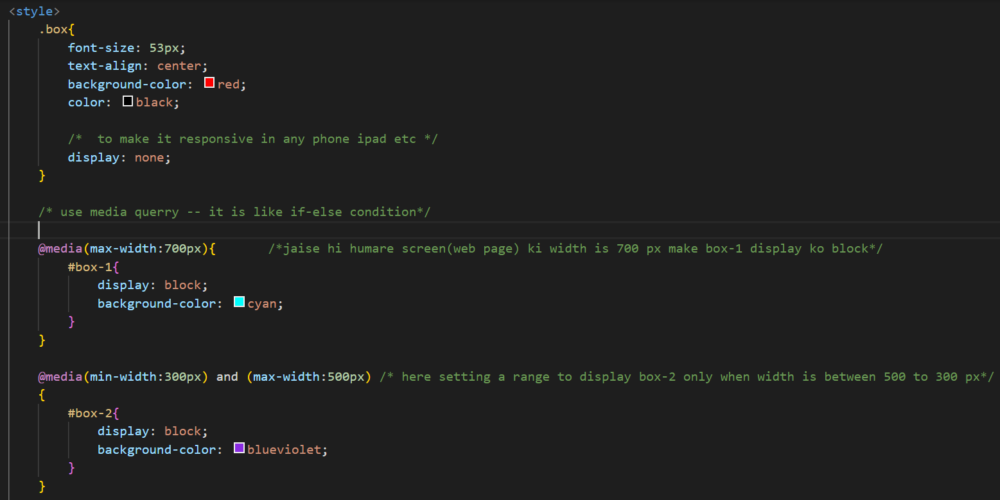 <style>
.box{
font-size: 53px;
text-align: center;
background-color: red;
color: black;
/*  to make it responsive in any phone ipad etc */
display: none;
}
/* use media querry -- it is like if-else condition*/
@media(max-width:700px){       /*jaise hi humare screen(web page) ki width is 700 px make box-1 display ko block*/
#box-1{
display: block;
background-color: cyan;
}
}
@media(min-width:300px) and (max-width:500px) /* here setting a range to display box-2 only when width is between 500 to 300 px*/
{
#box-2{
display: block;
background-color: blueviolet;
}
}